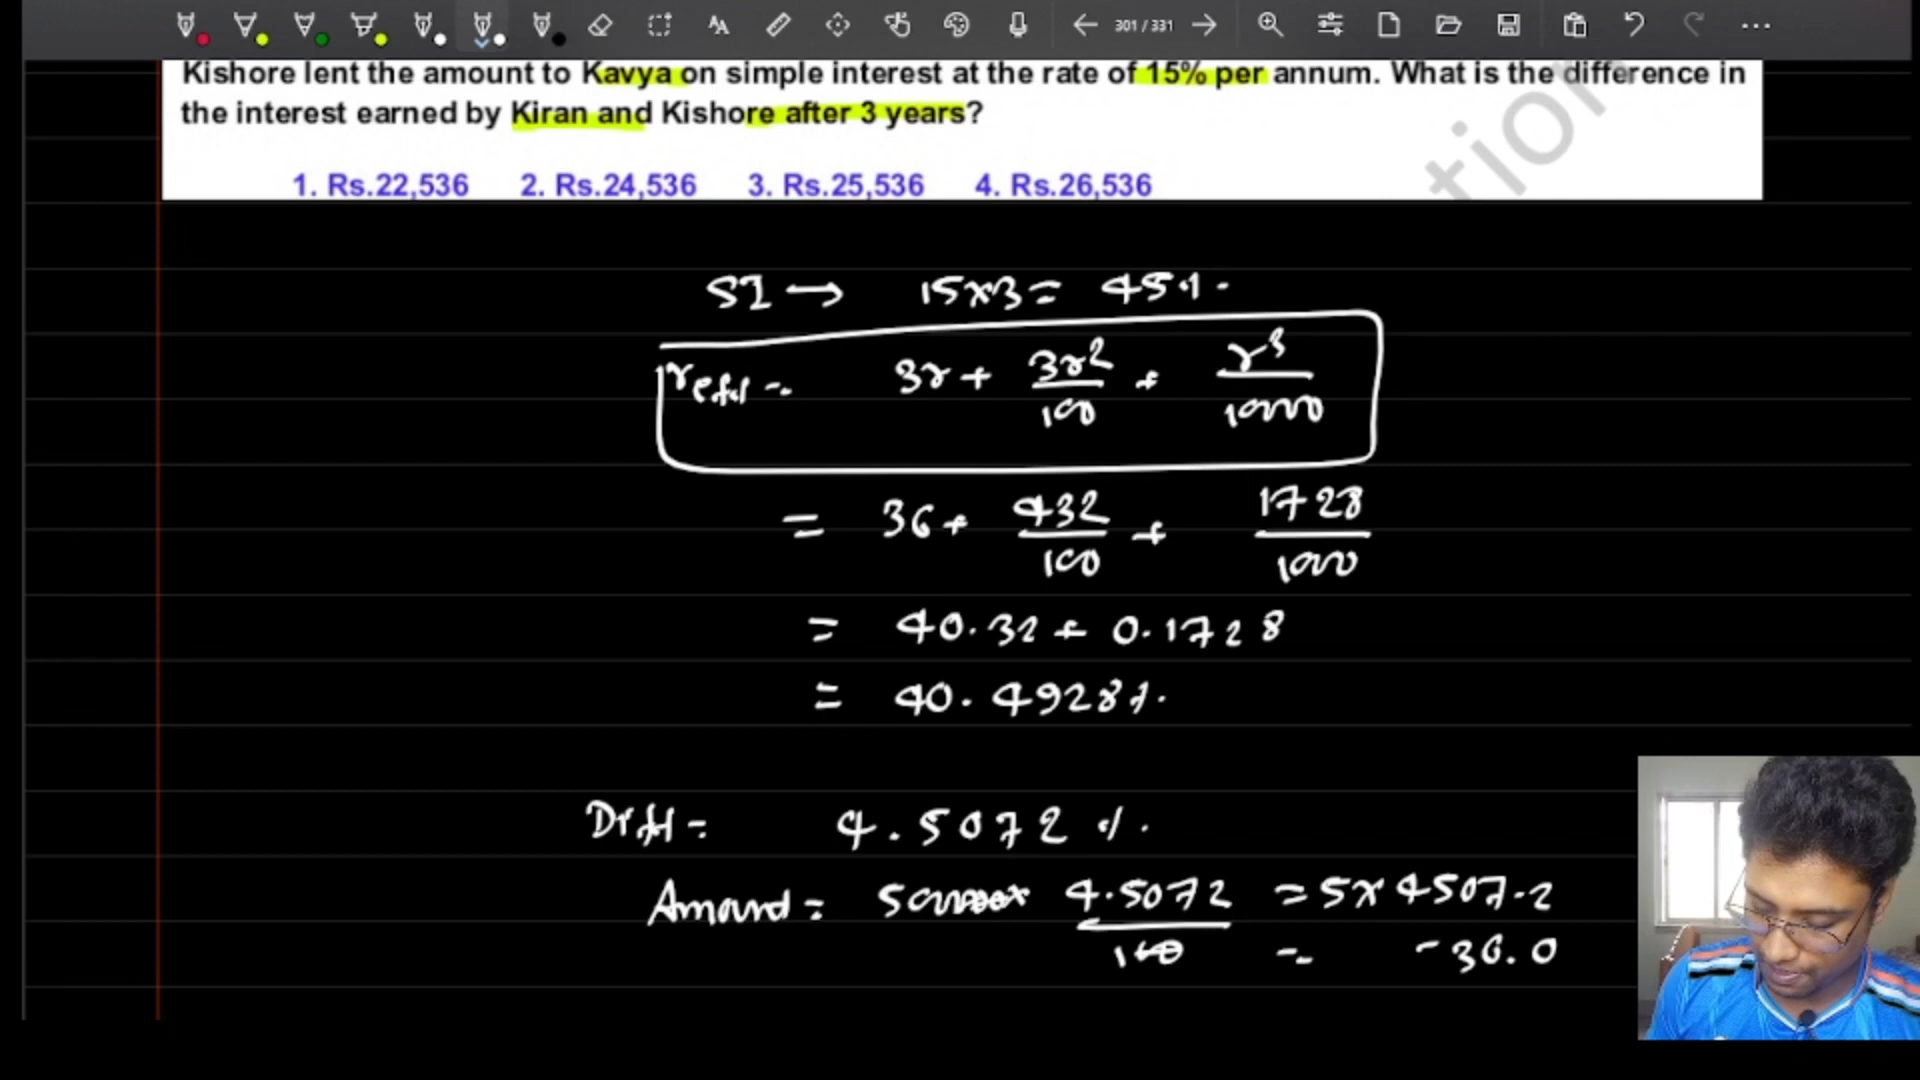 301 / 331
Kishore lent the amount to Kavya on simple interest at the rate of 15% per annum. What is the difference in
the interest earned by Kiran and Kishore after 3 years?
1. Rs.22,536 2. Rs.24,536 3. Rs.25,536 4. Rs.26,536
tion
SI → 15×3 = 45%.
3r + 3r²/100 + r³/10000
= 36 + 432/100 + 1728/1000
= 40.32 + 0.1728
= 40.4928%.
Diff = 4.5072 %.
4.5072/100 = 5× 4507.2
= -36.0